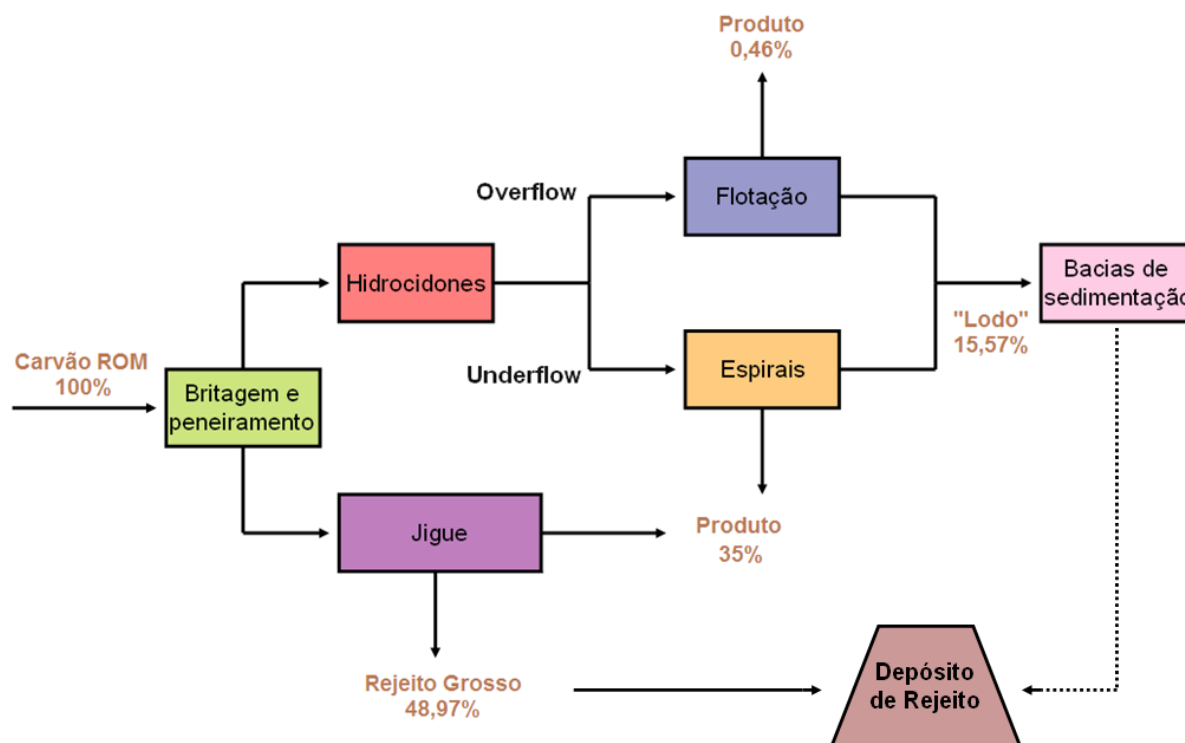 Produto
0,46%
Overflow
Flotação
Hidrocidones
Bacias de
sedimentação
"Lodo"
15,57%
Carvão ROM
100%
Britagem e
peneiramento
Underflow
Espirais
Jigue
Produto
35%
Rejeito Grosso
48,97%
Depósito
de Rejeito